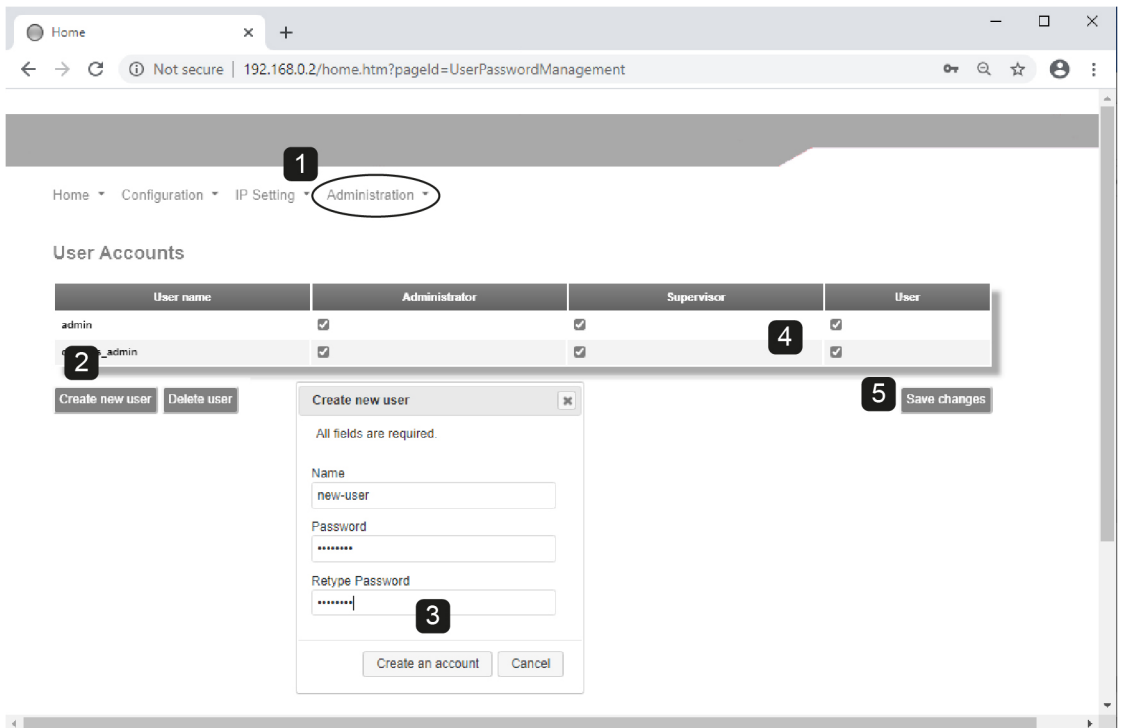 Home
Not secure | 192.168.0.2/home.htm?pageId=UserPasswordManagement
1
Home Configuration IP Setting Administration
User Accounts
User name Administrator Supervisor User
admin
4
s_admin
2
Create new user Delete user
5 Save changes
Create new user
All fields are required.
Name
new-user
Password
••••••••
Retype Password
••••••••
3
Create an account Cancel